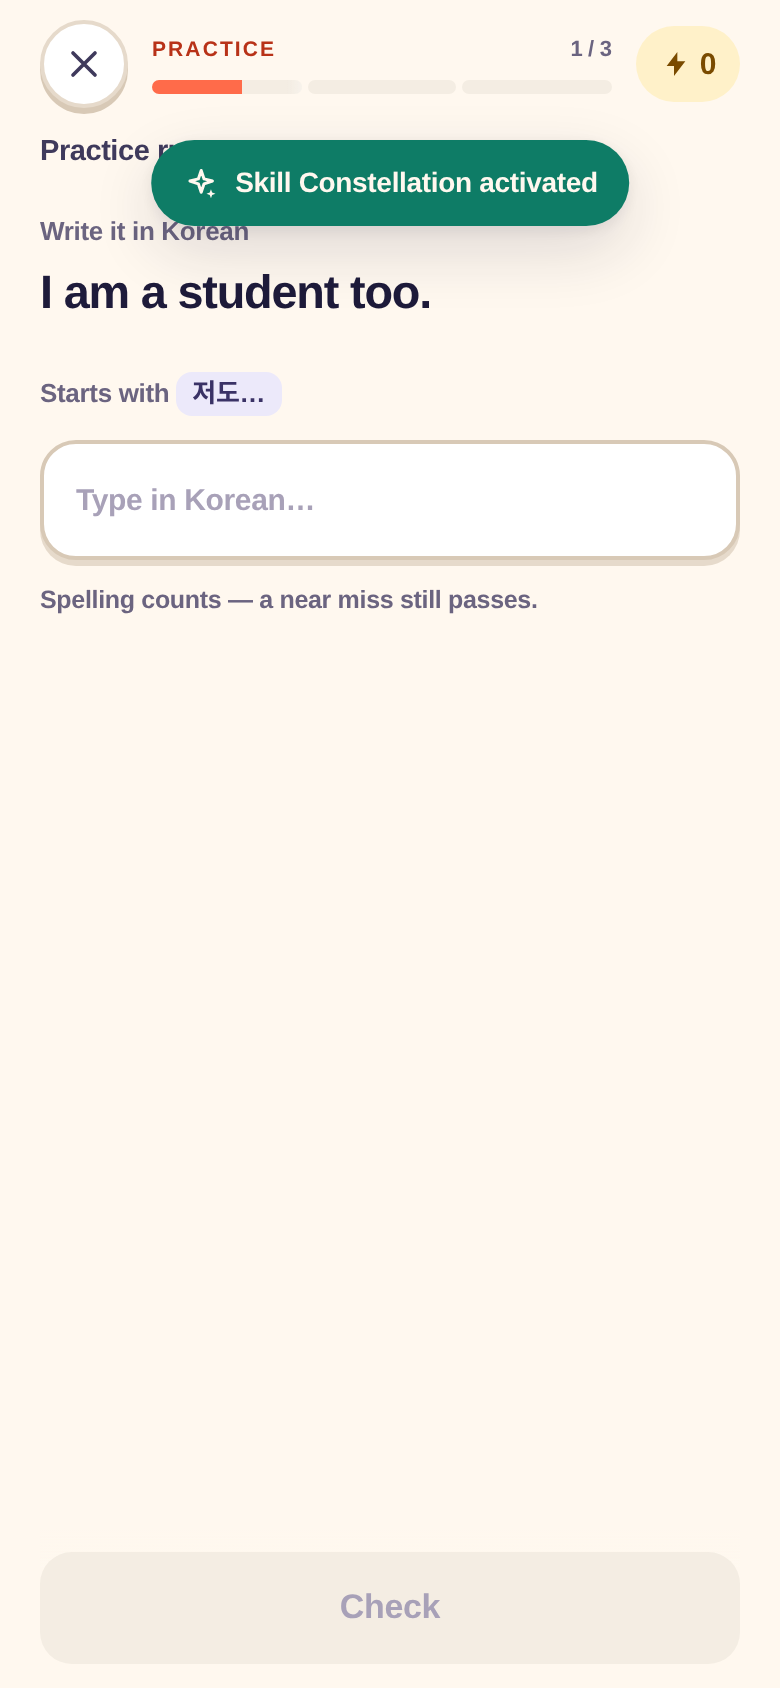 PRACTICE
1 / 3
0
Practice
Skill Constellation activated
Write it in Korean
I am a student too.
Starts with 저도…
Type in Korean…
Spelling counts — a near miss still passes.
Check